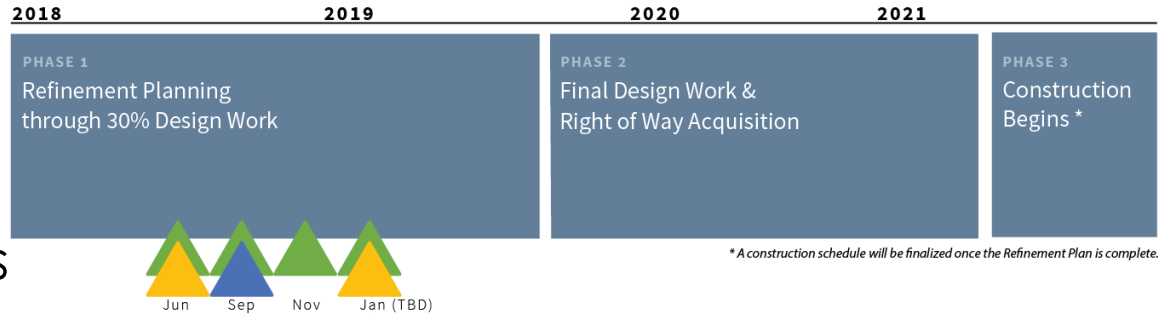 2018 2019 2020 2021
PHASE 1
Refinement Planning
through 30% Design Work
PHASE 2
Final Design Work &
Right of Way Acquisition
PHASE 3
Construction
Begins *
* A construction schedule will be finalized once the Refinement Plan is complete.
S
Jun Sep Nov Jan (TBD)